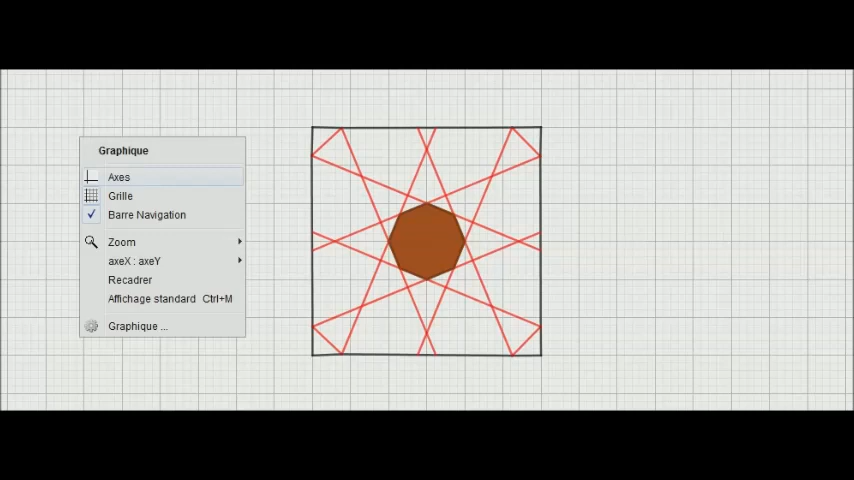 Graphique
Axes
Grille
Barre Navigation
Zoom
axeX : axeY
Recadrer
Affichage standard Ctrl+M
Graphique ...